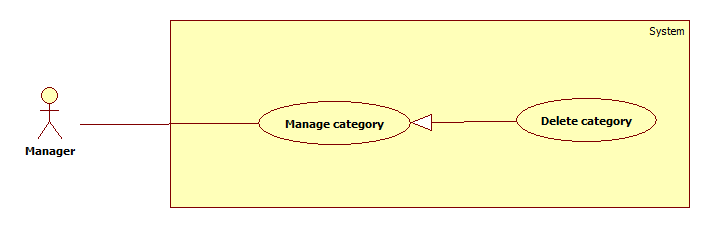 System
Manager
Manage category
Delete category